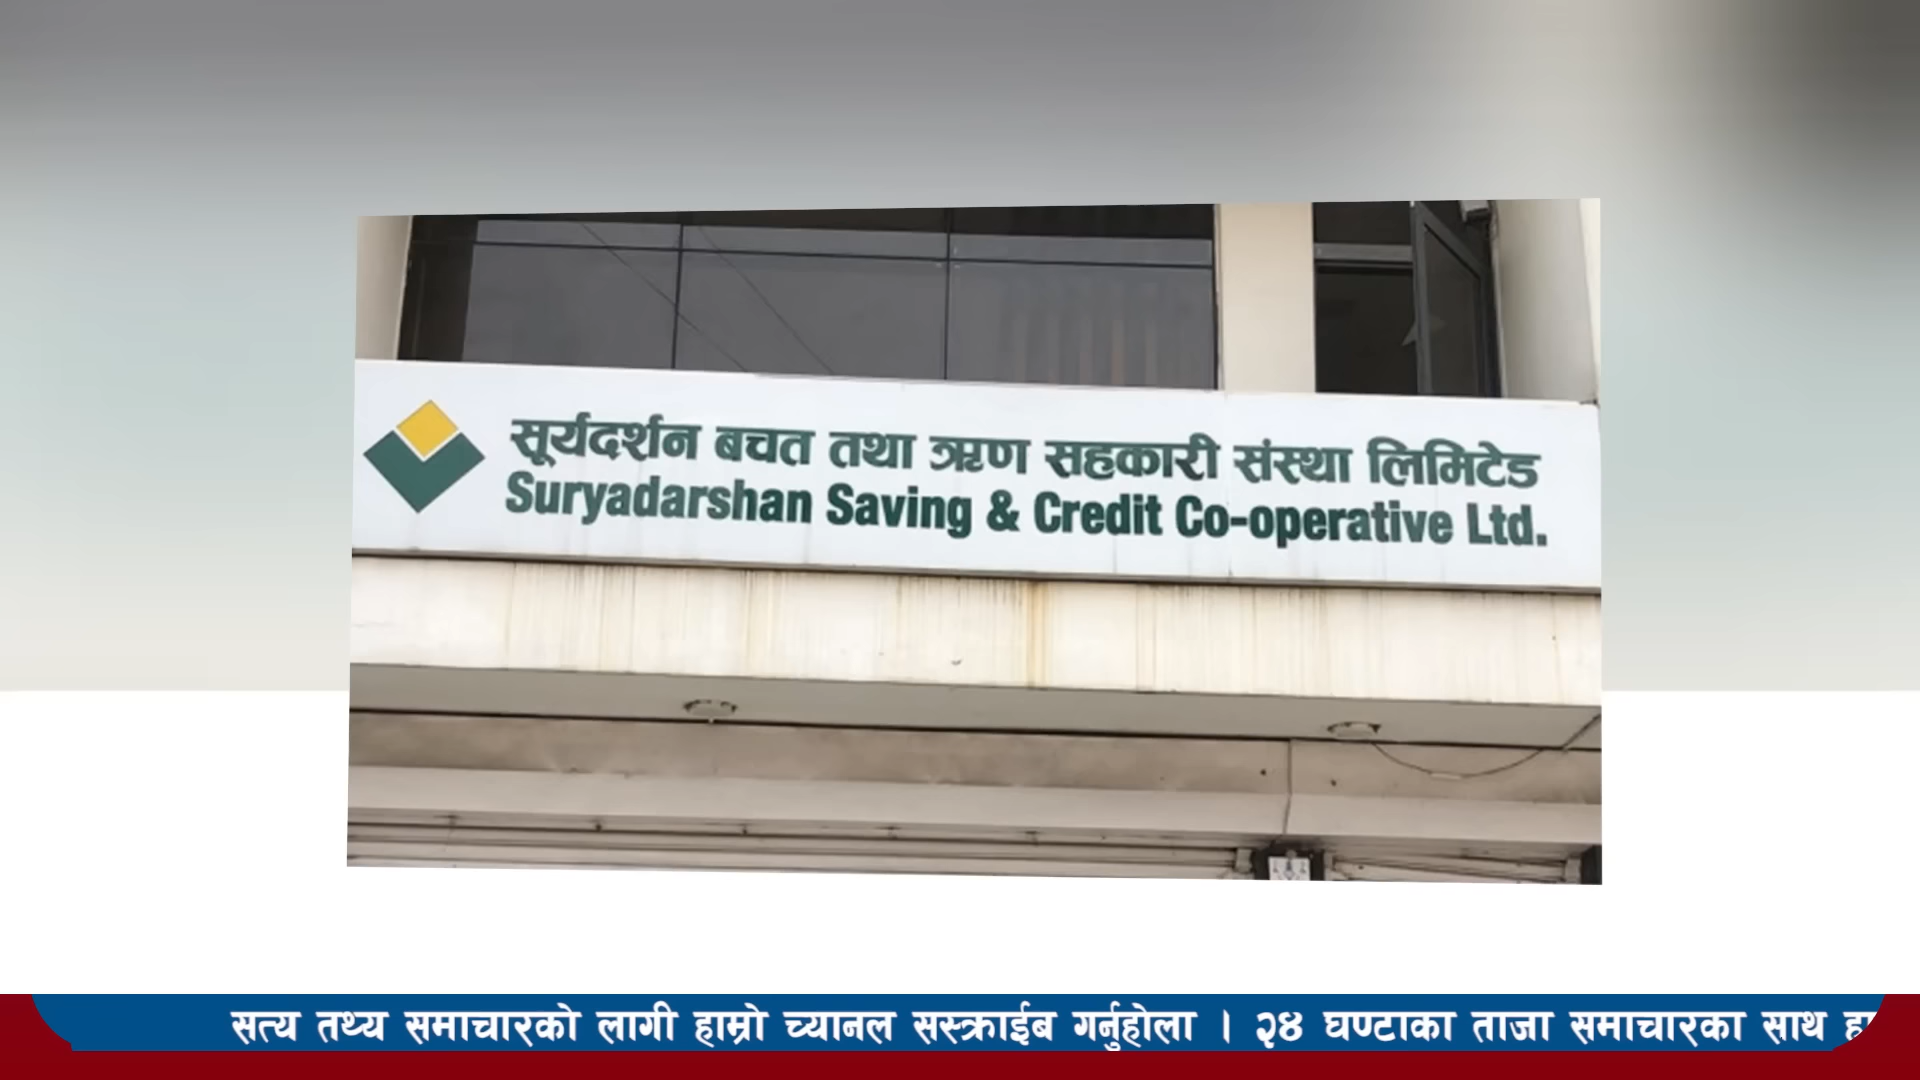 सूर्यदर्शन बचत तथा ऋण सहकारी संस्था लिमिटेड
Suryadarshan Saving & Credit Co-operative Ltd.
सत्य तथ्य समाचारको लागी हाम्रो च्यानल सस्क्राईब गर्नुहोला । २४ घण्टाका ताजा समाचारका साथ